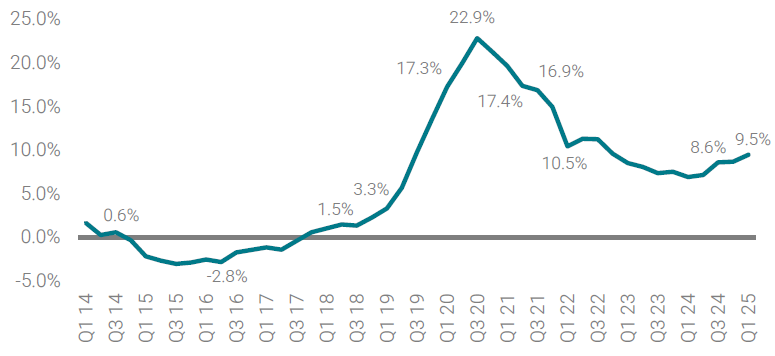 25.0%
20.0%
15.0%
10.0%
5.0%
0.0%
-5.0%
0.6%
-2.8%
1.5%
3.3%
17.3%
22.9%
17.4%
16.9%
10.5%
8.6%
9.5%
Q1 14
Q3 14
Q1 15
Q3 15
Q1 16
Q3 16
Q1 17
Q3 17
Q1 18
Q3 18
Q1 19
Q3 19
Q1 20
Q3 20
Q1 21
Q3 21
Q1 22
Q3 22
Q1 23
Q3 23
Q1 24
Q3 24
Q1 25